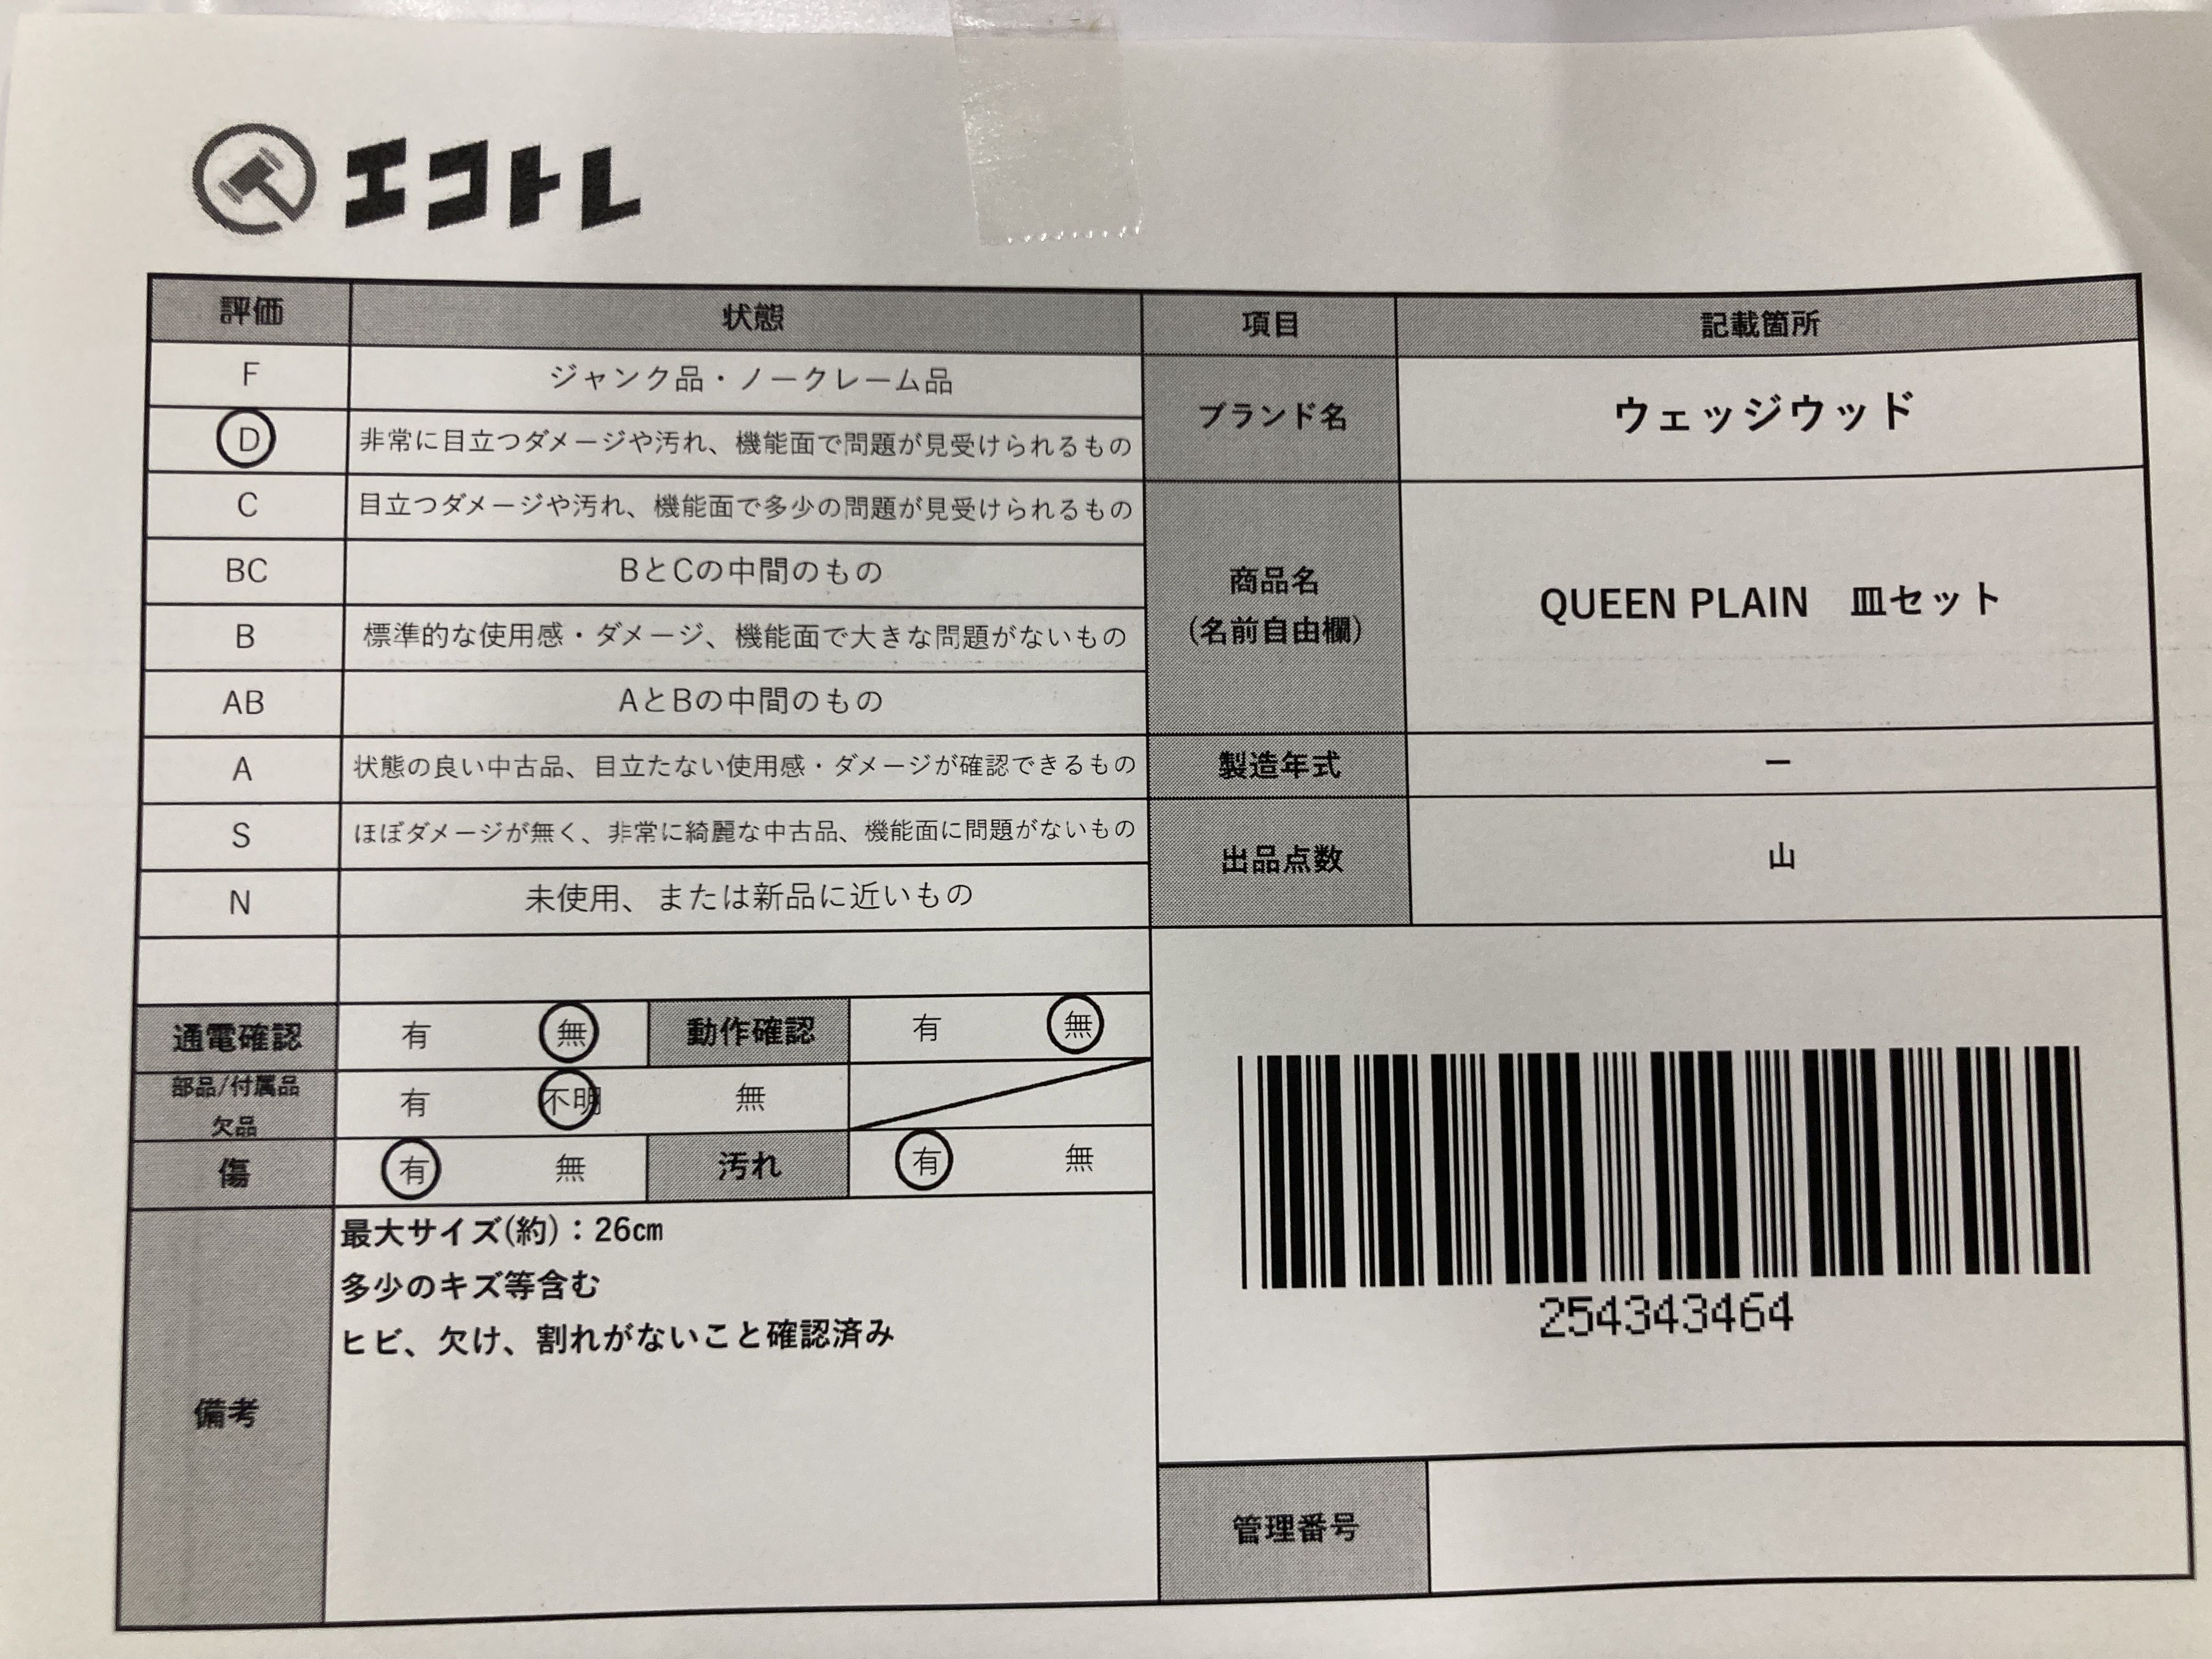 エコトレ
評価 状態 項目 記載箇所
F ジャンク品・ノークレーム品
D 非常に目立つダメージや汚れ、機能面で問題が見受けられるもの
ブランド名 ウェッジウッド
C 目立つダメージや汚れ、機能面で多少の問題が見受けられるもの
BC BとCの中間のもの
商品名
(名前自由欄)
QUEEN PLAIN 皿セット
B 標準的な使用感・ダメージ、機能面で大きな問題がないもの
AB AとBの中間のもの
A 状態の良い中古品、目立たない使用感・ダメージが確認できるもの
製造年式 ー
S ほぼダメージが無く、非常に綺麗な中古品、機能面に問題がないもの
出品点数 山
N 未使用、または新品に近いもの
通電確認 有 無 動作確認 有 無
部品/付属品
欠品
有 不明 無
傷 有 無 汚れ 有 無
備考
最大サイズ(約)：26㎝
多少のキズ等含む
ヒビ、欠け、割れがないこと確認済み
254343464
管理番号